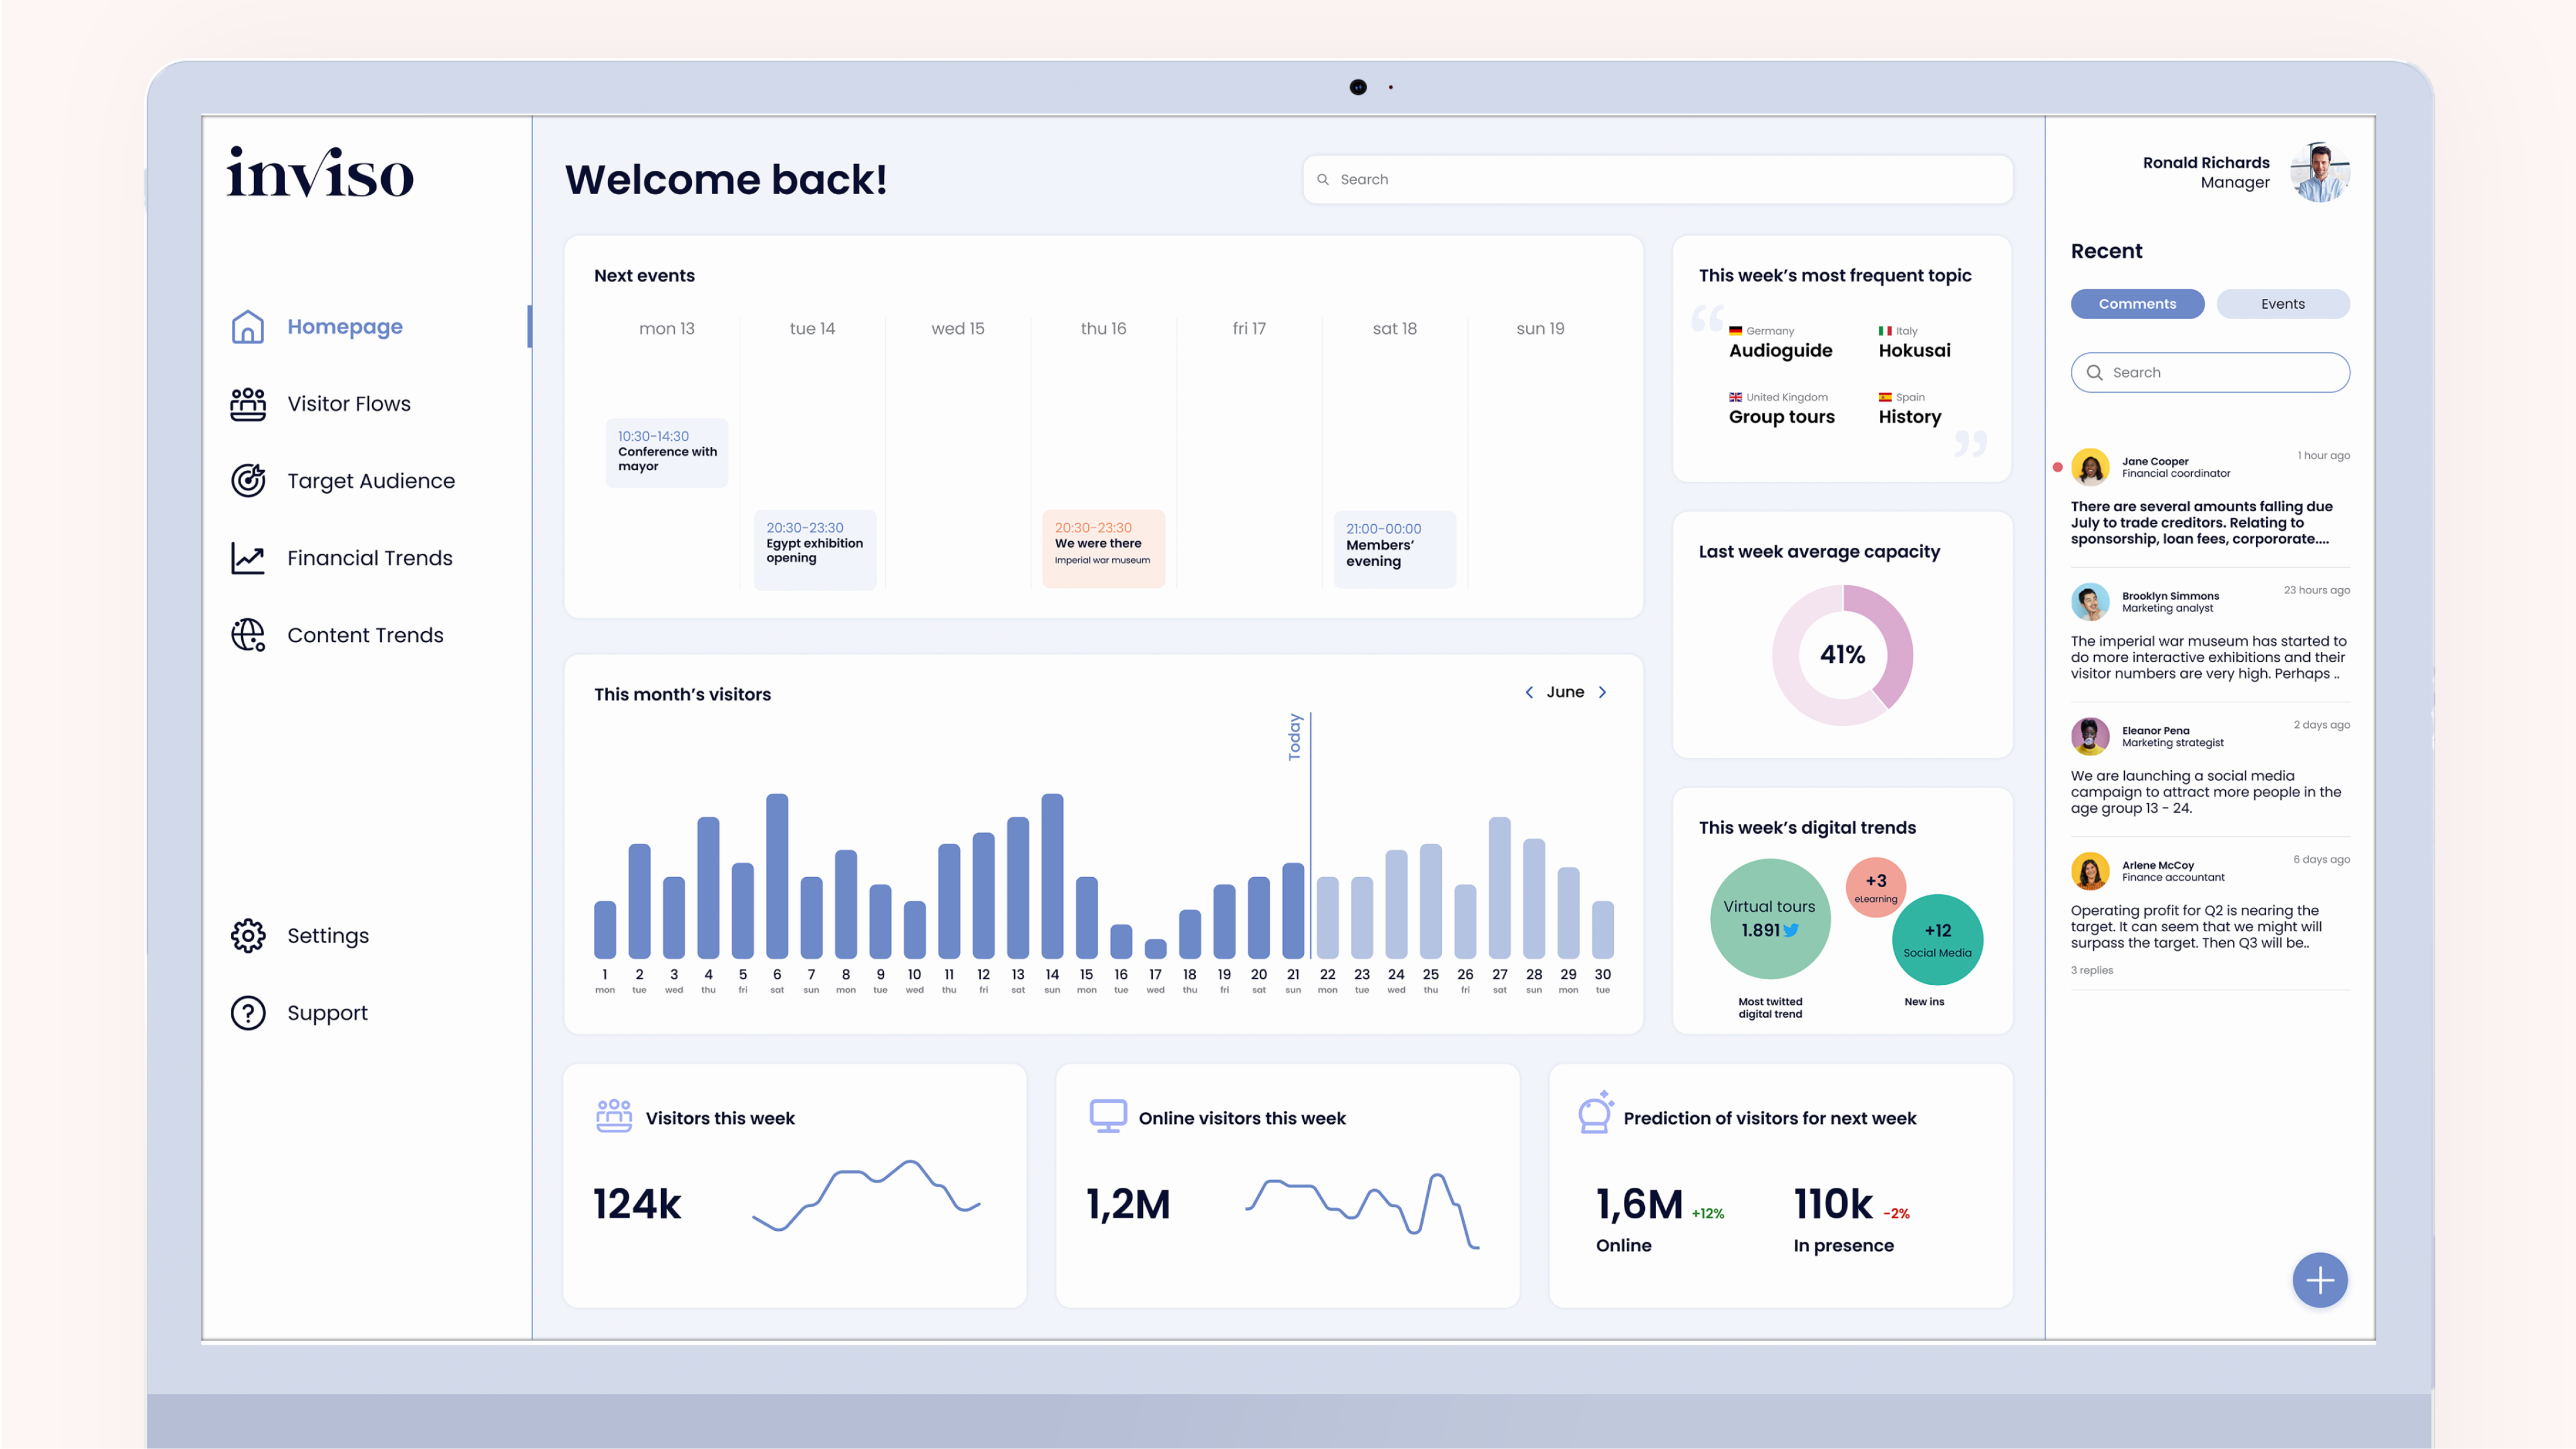 inviso
Homepage
Visitor Flows
Target Audience
Financial Trends
Content Trends
Settings
Support
Welcome back!
Search
Next events
mon 13
tue 14
wed 15
thu 16
fri 17
sat 18
sun 19
10:30-14:30
Conference with
mayor
20:30-23:30
Egypt exhibition
opening
20:30-23:30
We were there
Imperial war museum
21:00-00:00
Members’
evening
This week’s most frequent topic
“
Germany
Audioguide
Italy
Hokusai
United Kingdom
Group tours
Spain
History
”
Last week average capacity
41%
This month’s visitors
< June >
Today
1 2 3 4 5 6 7 8 9 10 11 12 13 14 15 16 17 18 19 20 21 22 23 24 25 26 27 28 29 30
mon tue wed thu fri sat sun mon tue wed thu fri sat sun mon tue wed thu fri sat sun mon tue wed thu fri sat sun mon tue
This week’s digital trends
Virtual tours
1.891
+3
eLearning
+12
Social Media
Most twitted
digital trend
New ins
Visitors this week
124k
Online visitors this week
1,2M
Prediction of visitors for next week
1,6M +12%
Online
110k -2%
In presence
Ronald Richards
Manager
Recent
Comments
Events
Search
Jane Cooper
Financial coordinator
1 hour ago
There are several amounts falling due
July to trade creditors. Relating to
sponsorship, loan fees, corpororate....
Brooklyn Simmons
Marketing analyst
23 hours ago
The imperial war museum has started to
do more interactive exhibitions and their
visitor numbers are very high. Perhaps ..
Eleanor Pena
Marketing strategist
2 days ago
We are launching a social media
campaign to attract more people in the
age group 13 - 24.
Arlene McCoy
Finance accountant
6 days ago
Operating profit for Q2 is nearing the
target. It can seem that we might will
surpass the target. Then Q3 will be..
3 replies